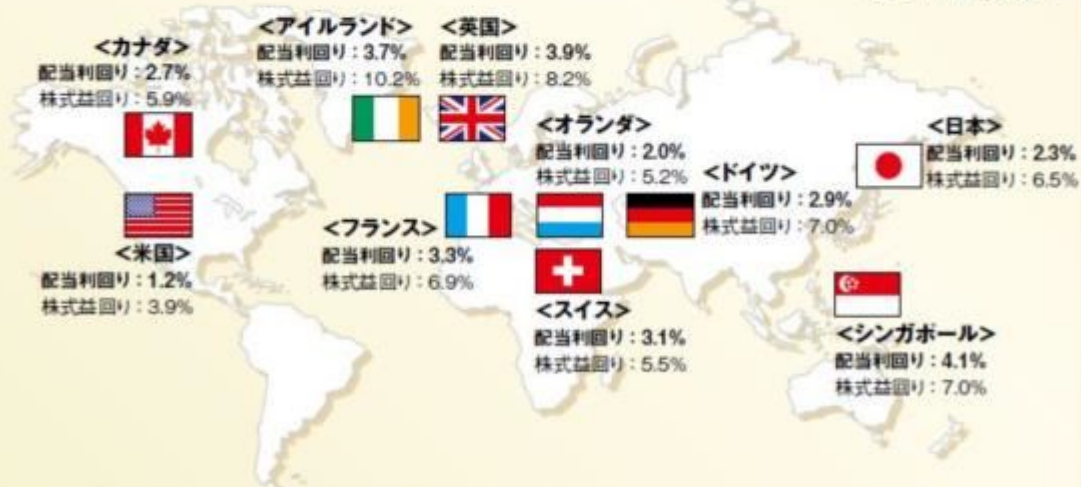 <カナダ>
配当利回り：2.7%
株式益回り：5.9%
<アイルランド>
配当利回り：3.7%
株式益回り：10.2%
<英国>
配当利回り：3.9%
株式益回り：8.2%
<オランダ>
配当利回り：2.0%
株式益回り：5.2%
<ドイツ>
配当利回り：2.9%
株式益回り：7.0%
<日本>
配当利回り：2.3%
株式益回り：6.5%
<米国>
配当利回り：1.2%
株式益回り：3.9%
<フランス>
配当利回り：3.3%
株式益回り：6.9%
<スイス>
配当利回り：3.1%
株式益回り：5.5%
<シンガポール>
配当利回り：4.1%
株式益回り：7.0%